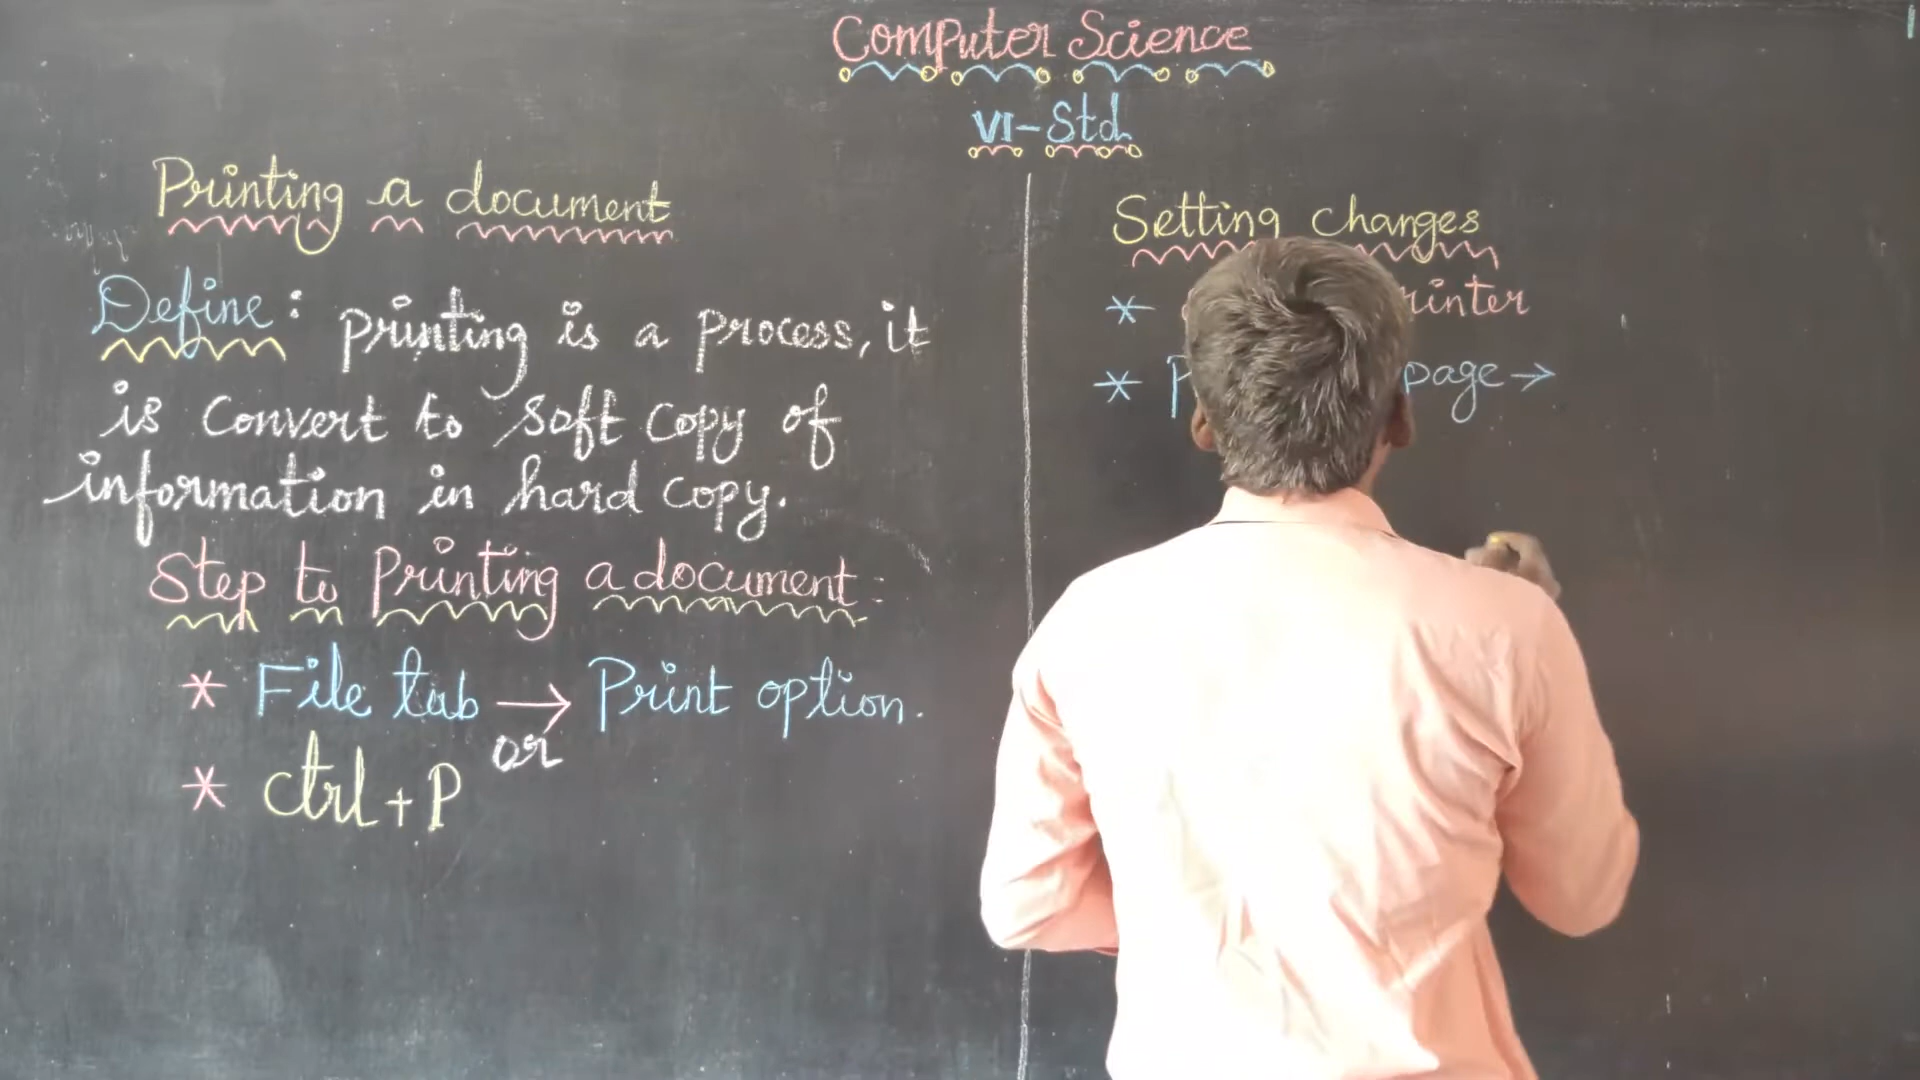 Computer Science
VI-Std
Printing a document
Define: Printing is a process, it
is Convert to Soft Copy of
information in hard Copy.
Step to Printing a document:
* File tab → Print option.
or
* Ctrl+P
Setting changes
*
* page →